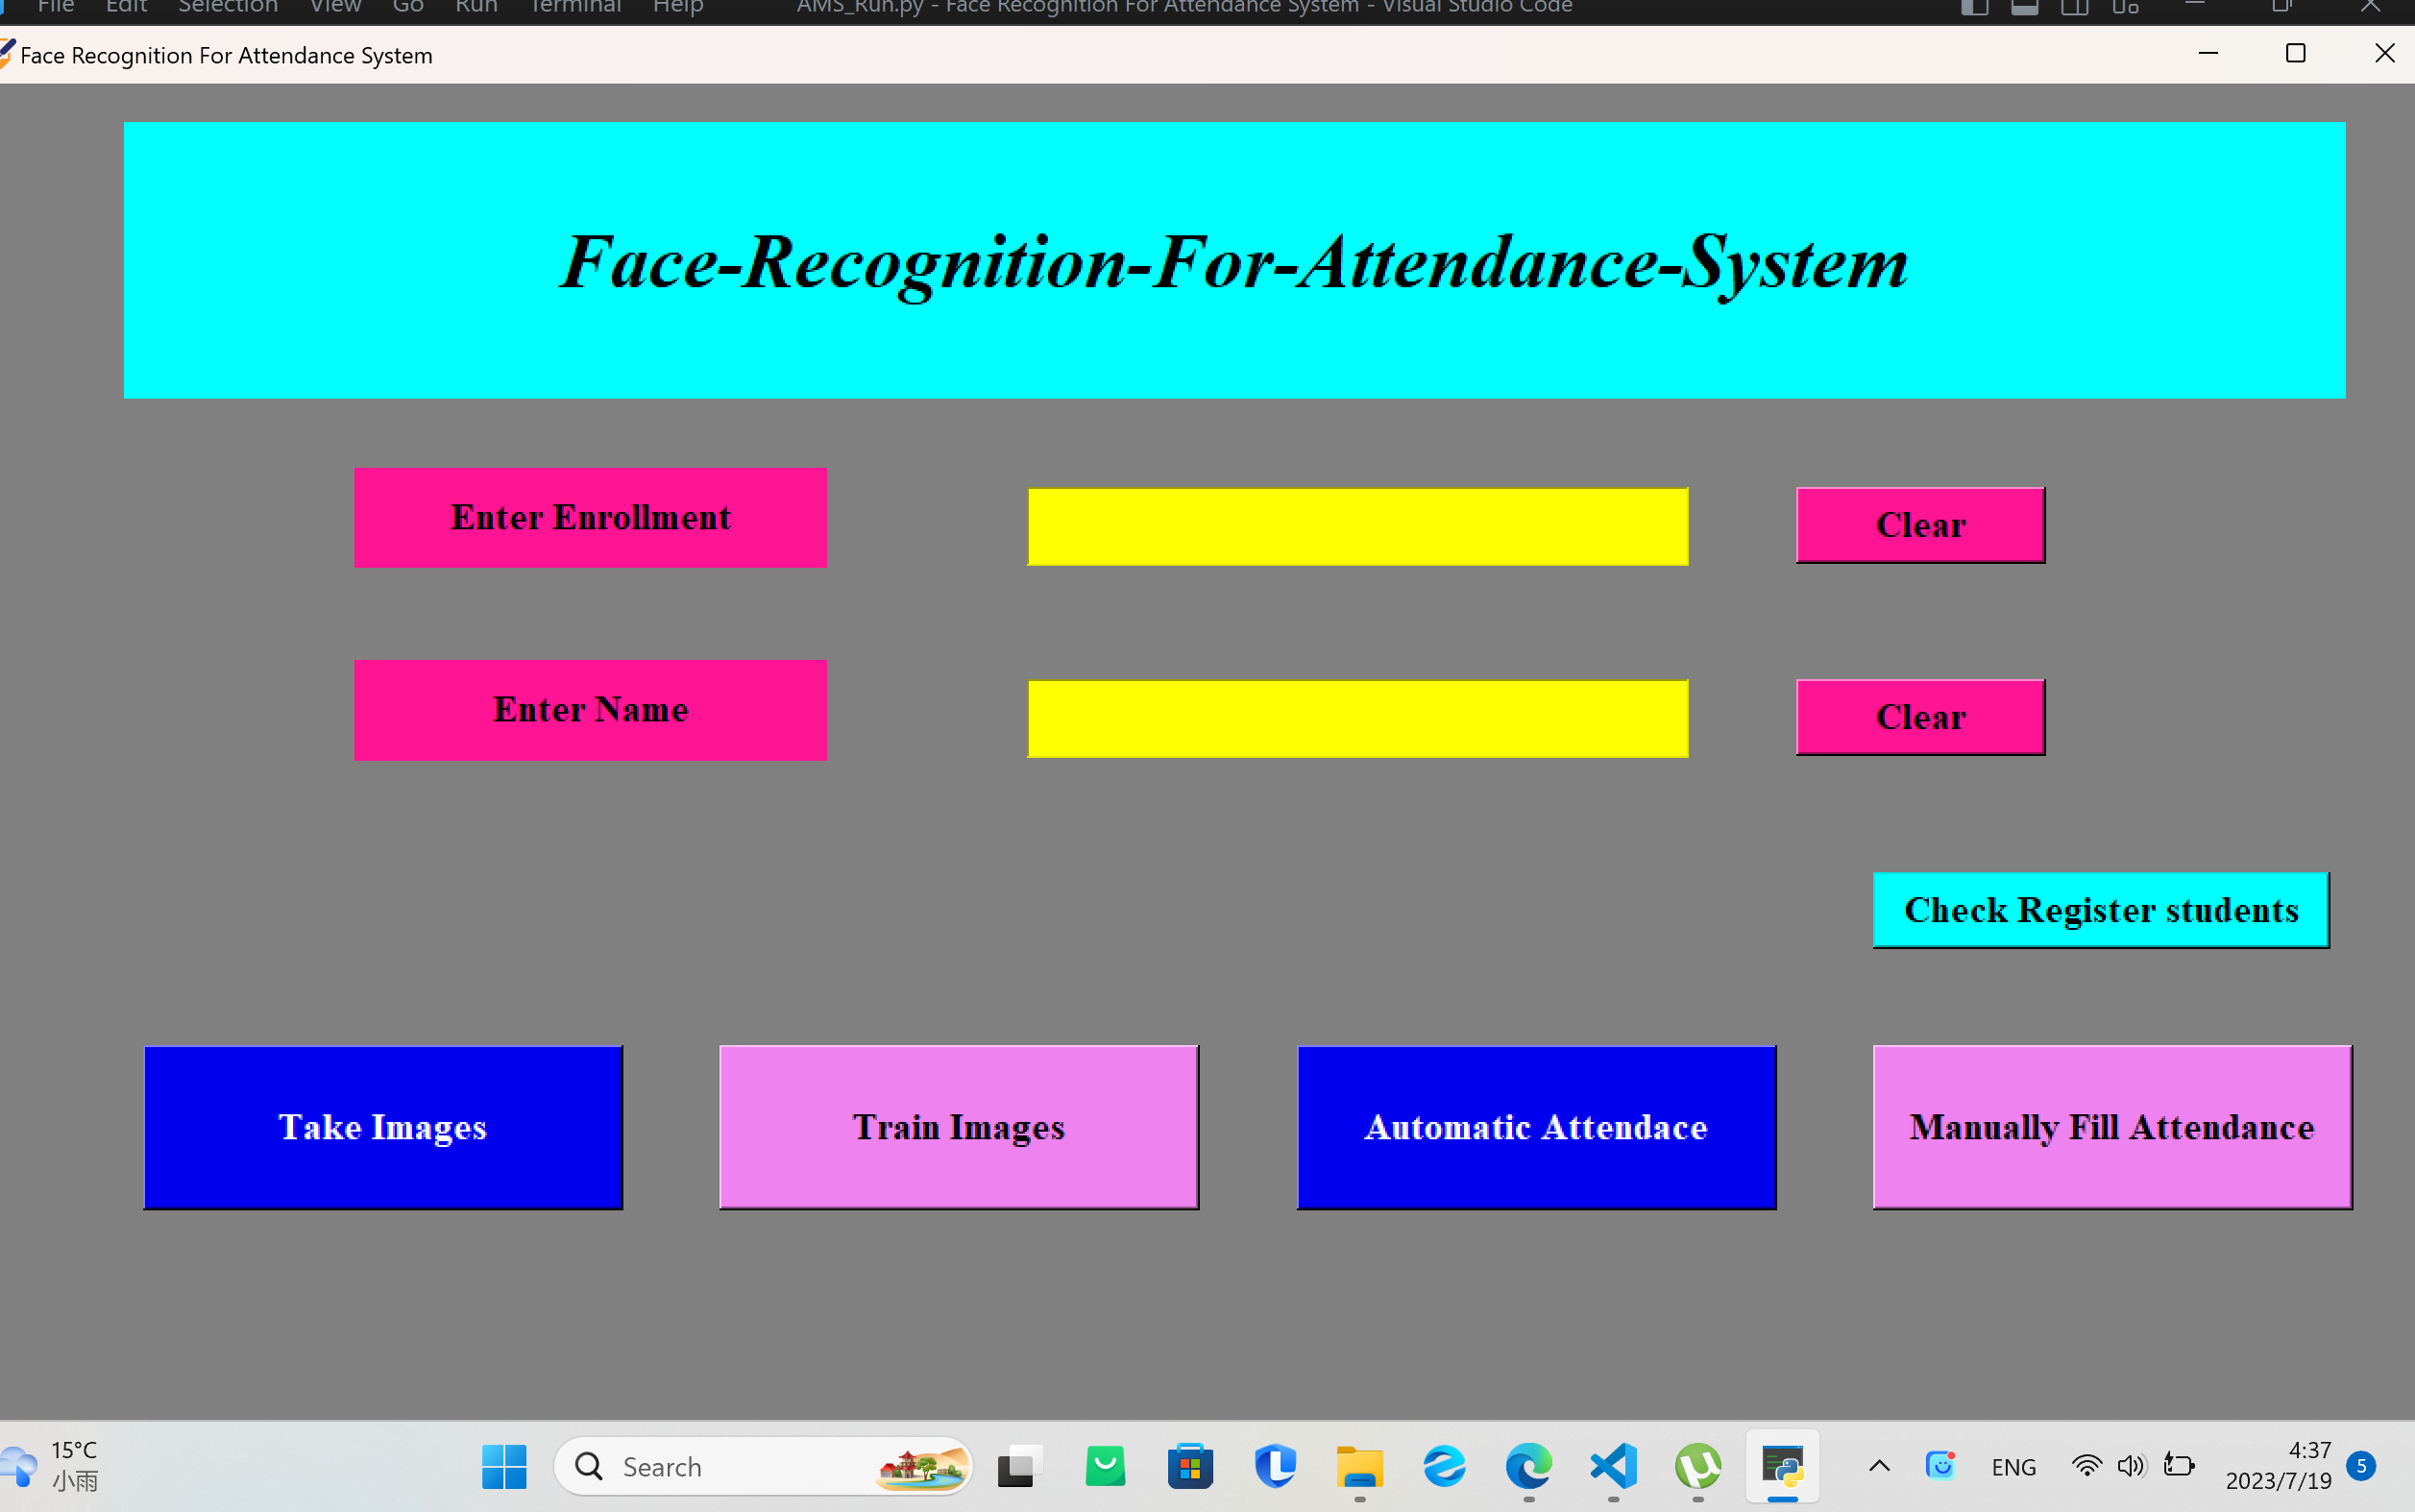 File Edit Selection View Go Run Terminal Help AMS_Run.py - Face Recognition For Attendance System - Visual Studio Code
Face Recognition For Attendance System
Face-Recognition-For-Attendance-System
Enter Enrollment Clear
Enter Name Clear
Check Register students
Take Images Train Images Automatic Attendace Manually Fill Attendance
15°C
小雨
Search
ENG
4:37
2023/7/19
5